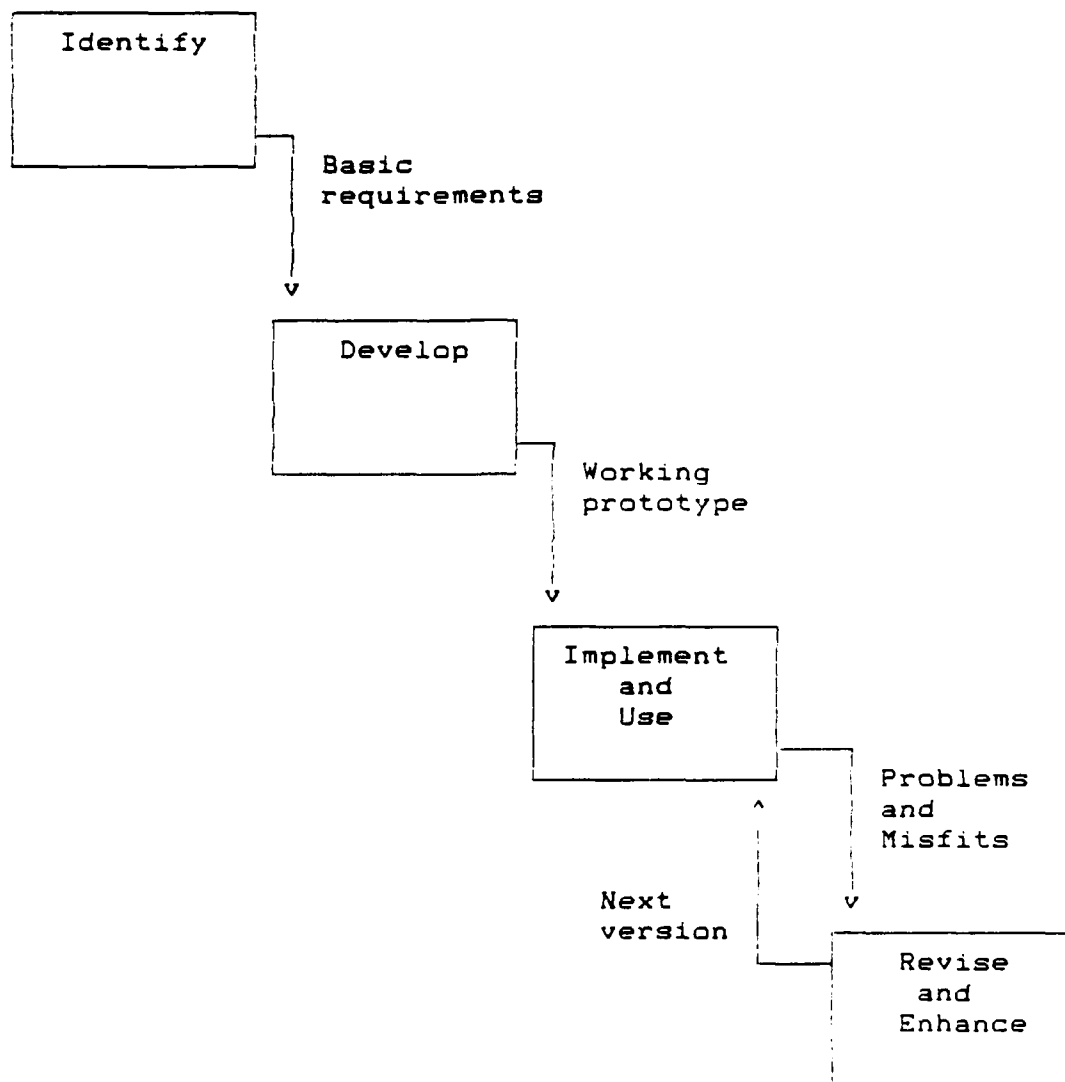 Identify
Basic
requirements
Develop
Working
prototype
Implement
and
Use
Problems
and
Misfits
Next
version
Revise
and
Enhance